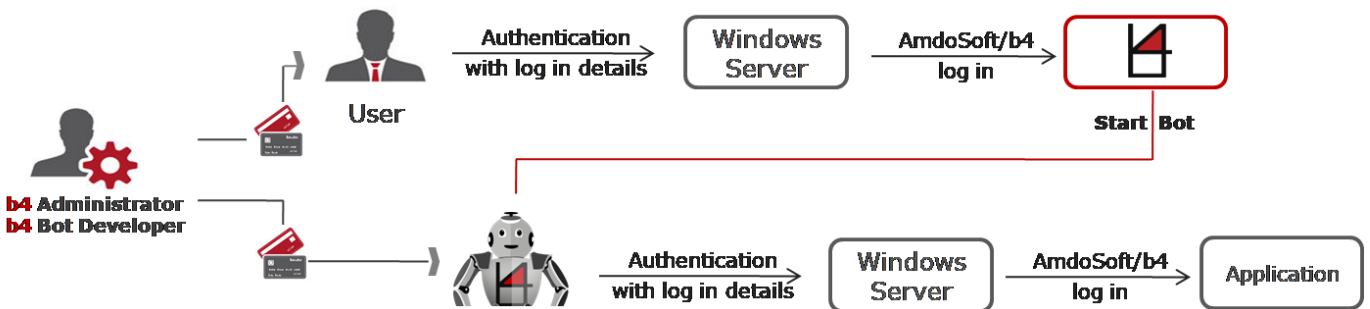 Authentication
with log in details
Windows
Server
AmdoSoft/b4
log in
User
Start Bot
b4 Administrator
b4 Bot Developer
Authentication
with log in details
Windows
Server
AmdoSoft/b4
log in
Application